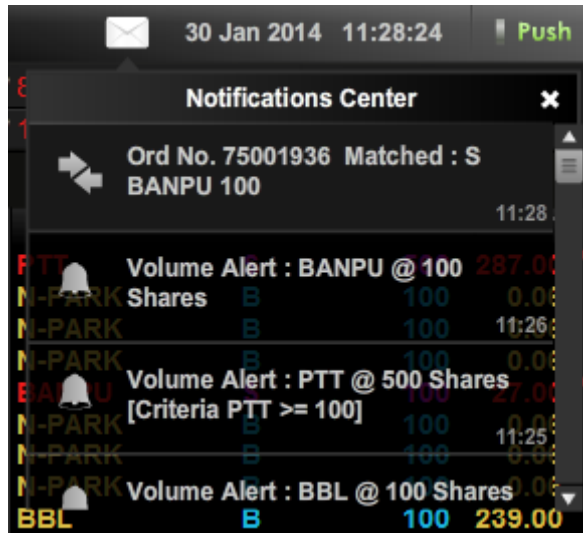 30 Jan 2014 11:28:24 Push
Notifications Center
Ord No. 75001936 Matched : S
BANPU 100
11:28
Volume Alert : BANPU @ 100
Shares
11:26
Volume Alert : PTT @ 500 Shares
[Criteria PTT >= 100]
11:25
Volume Alert : BBL @ 100 Shares
BBL B 100 239.00